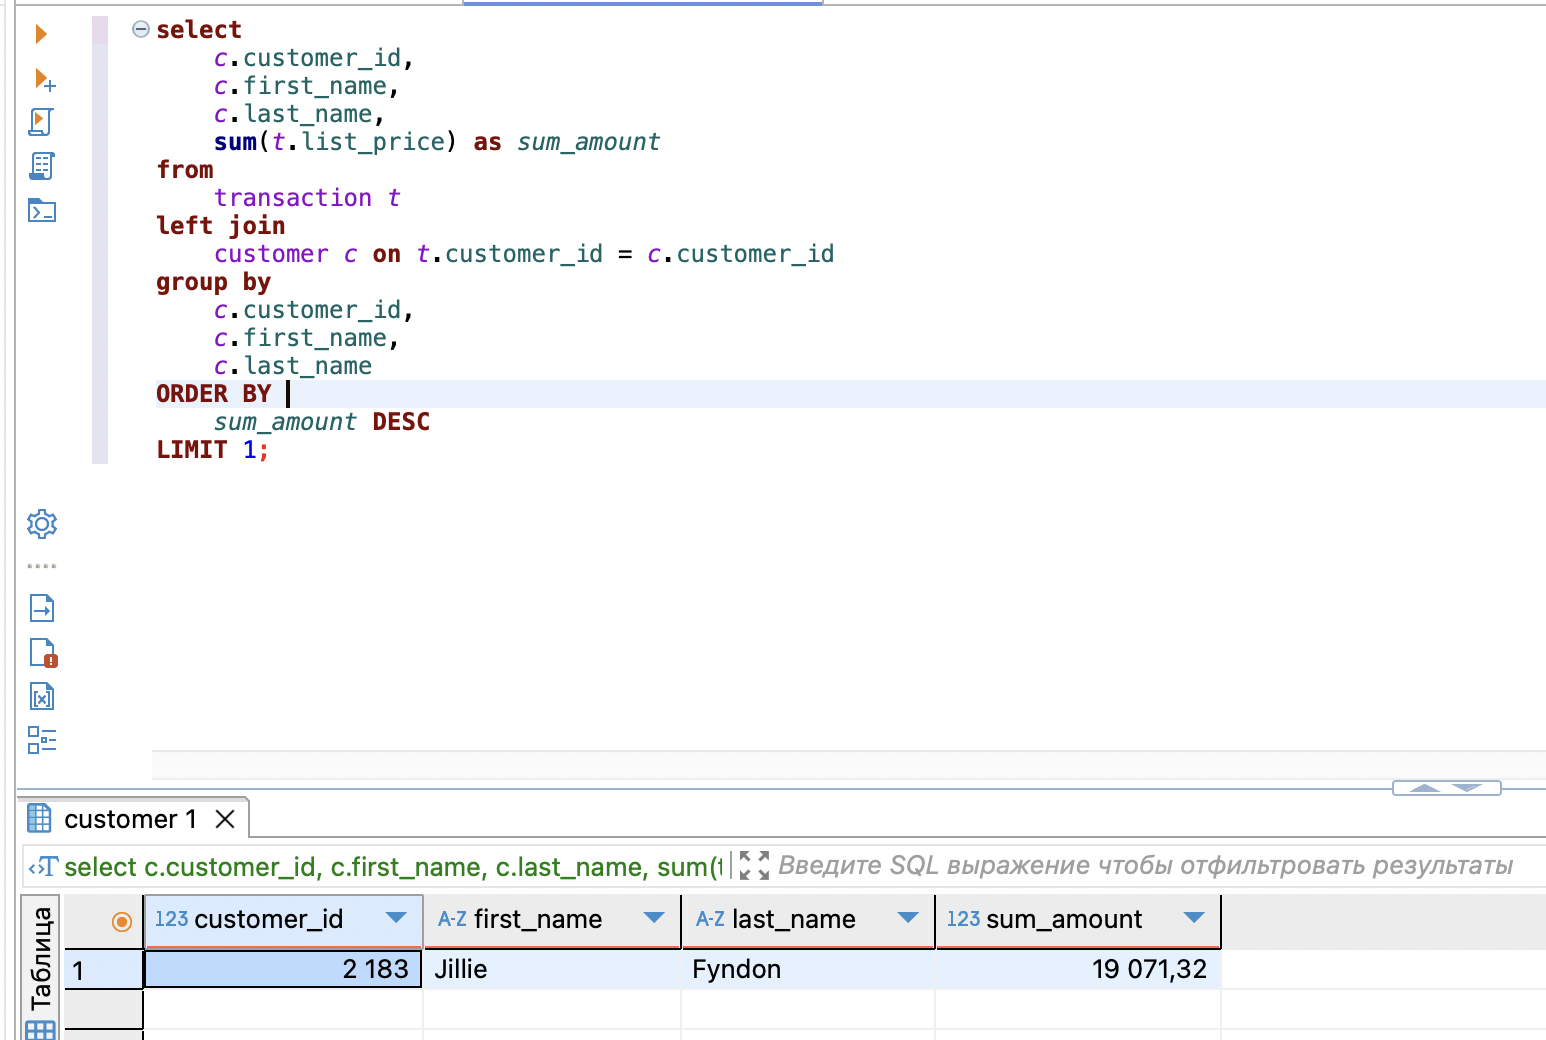 select
c.customer_id,
c.first_name,
c.last_name,
sum(t.list_price) as sum_amount
from
transaction t
left join
customer c on t.customer_id = c.customer_id
group by
c.customer_id,
c.first_name,
c.last_name
ORDER BY
sum_amount DESC
LIMIT 1;
customer 1
select c.customer_id, c.first_name, c.last_name, sum(t
Введите SQL выражение чтобы отфильтровать результаты
Таблица
123 customer_id A-Z first_name A-Z last_name 123 sum_amount
1 2 183 Jillie Fyndon 19 071,32